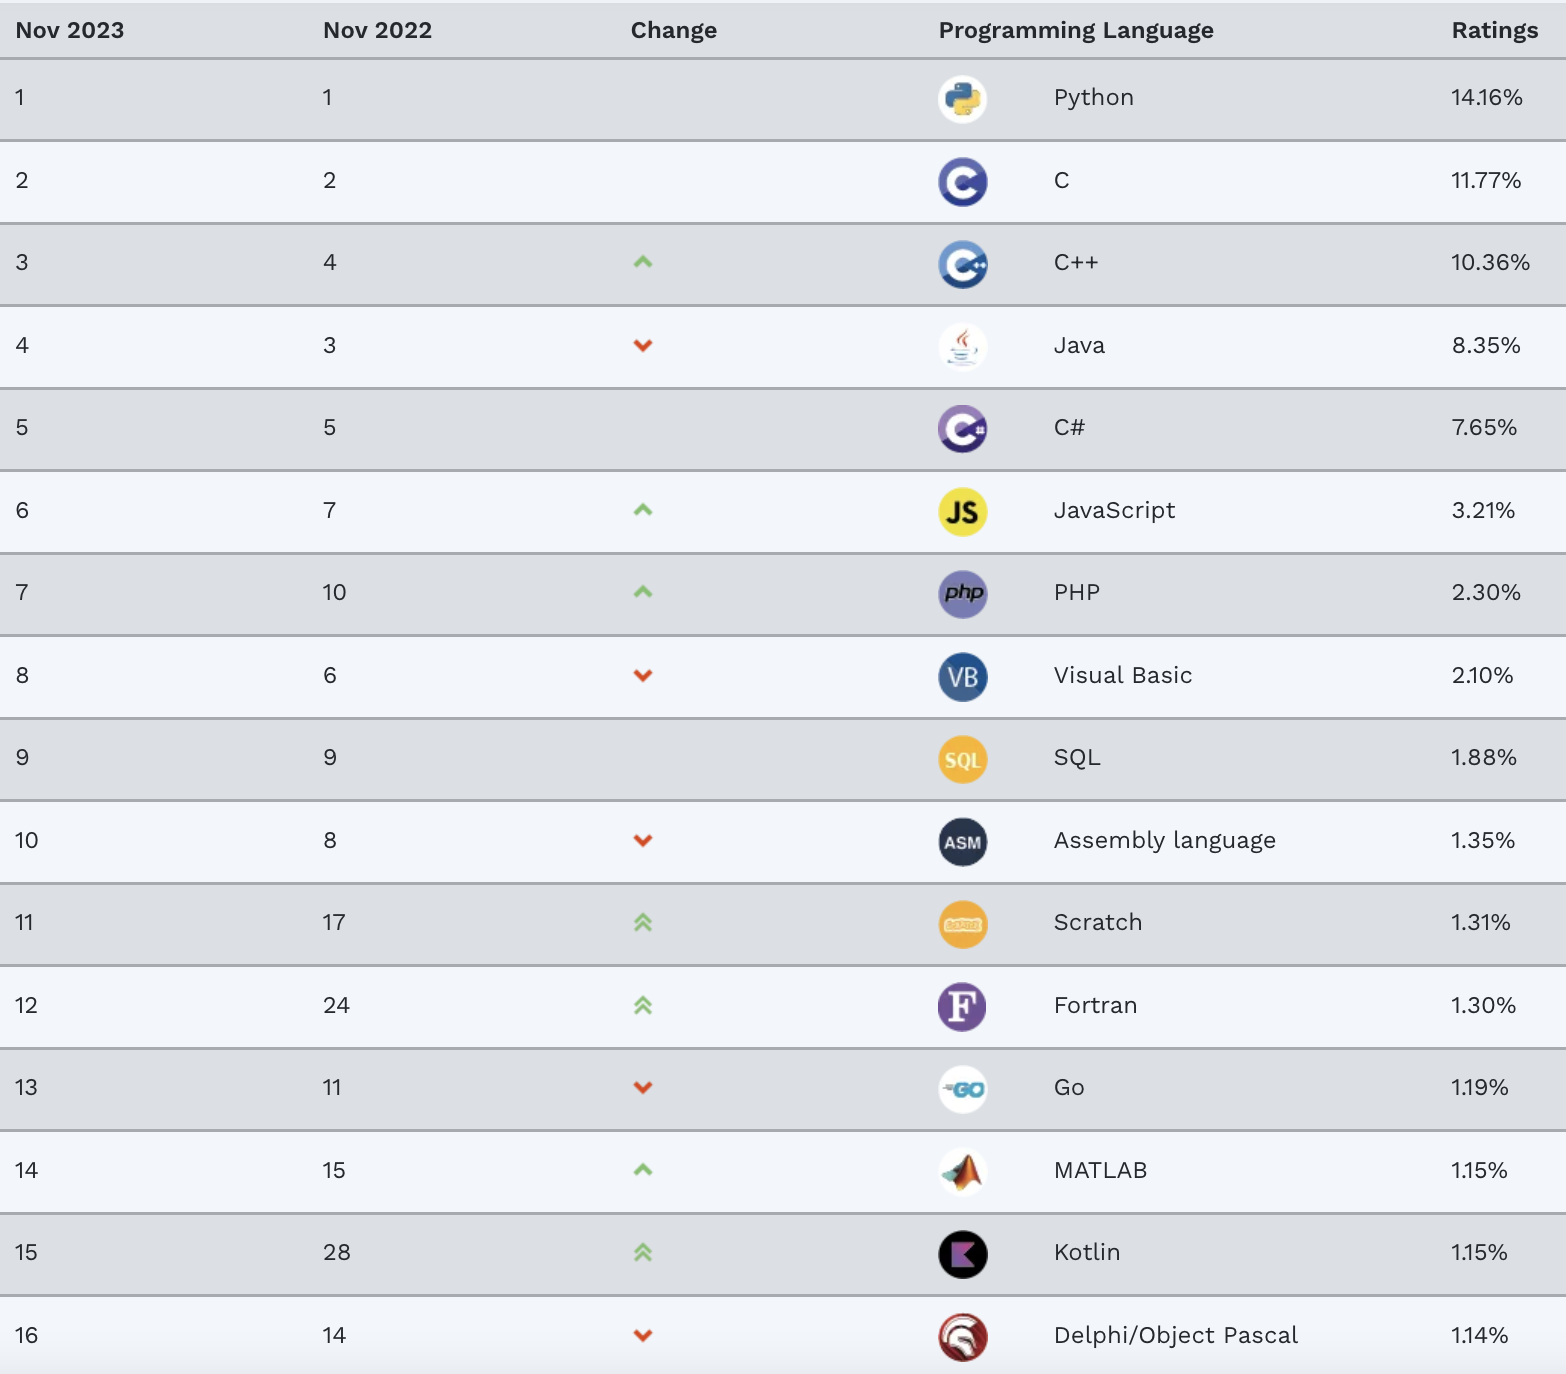 Nov 2023 Nov 2022 Change Programming Language Ratings
1 1 Python 14.16%
2 2 C C 11.77%
3 4 C++ C++ 10.36%
4 3 Java 8.35%
5 5 C# C# 7.65%
6 7 JS JavaScript 3.21%
7 10 php PHP 2.30%
8 6 VB Visual Basic 2.10%
9 9 SQL SQL 1.88%
10 8 ASM Assembly language 1.35%
11 17 Scratch 1.31%
12 24 F Fortran 1.30%
13 11 GO Go 1.19%
14 15 MATLAB 1.15%
15 28 Kotlin 1.15%
16 14 Delphi/Object Pascal 1.14%